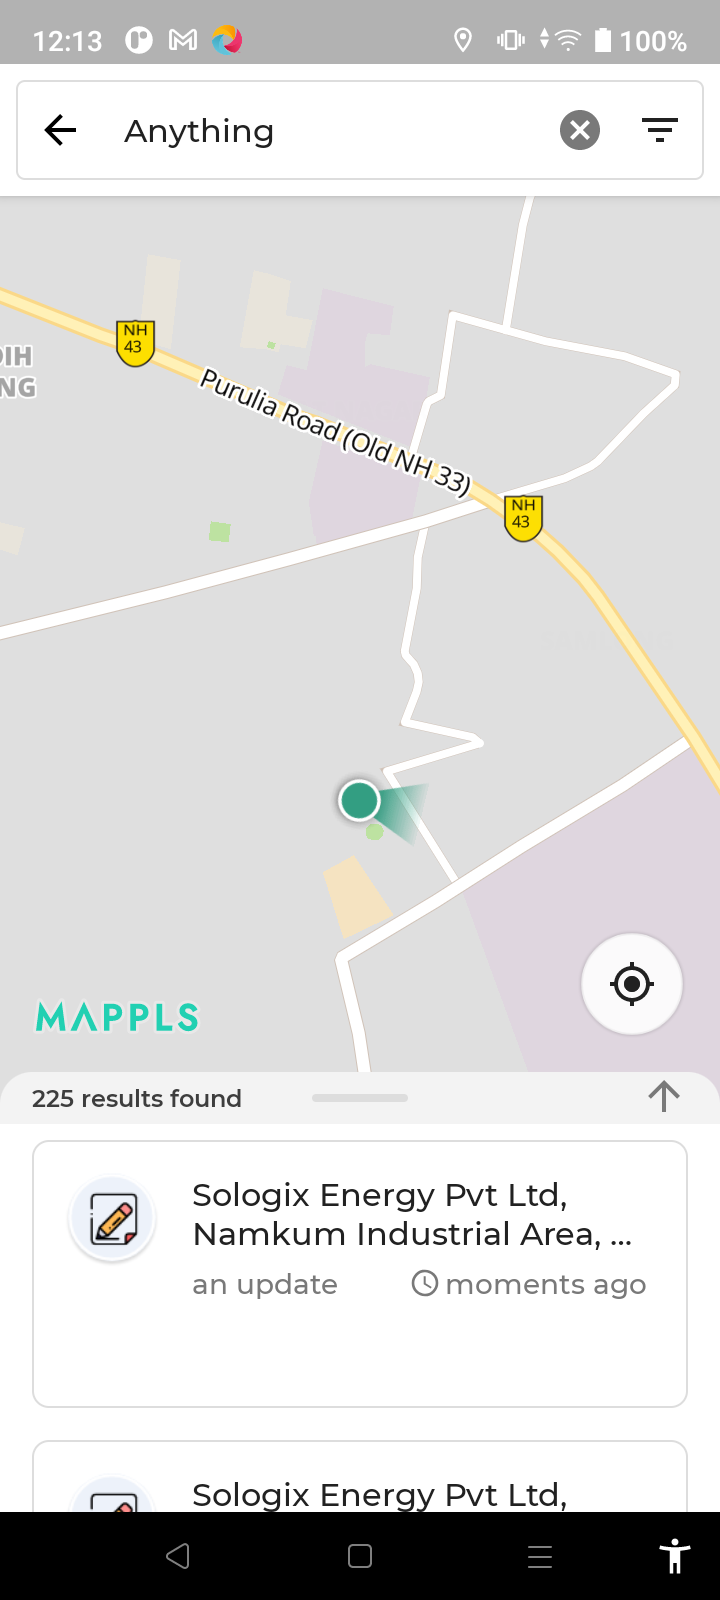 12:13
100%
Anything
NH
43
DIH
NG
Purulia Road (Old NH 33)
NH
43
MAPPLS
225 results found
Sologix Energy Pvt Ltd,
Namkum Industrial Area, ...
an update
moments ago
Sologix Energy Pvt Ltd,